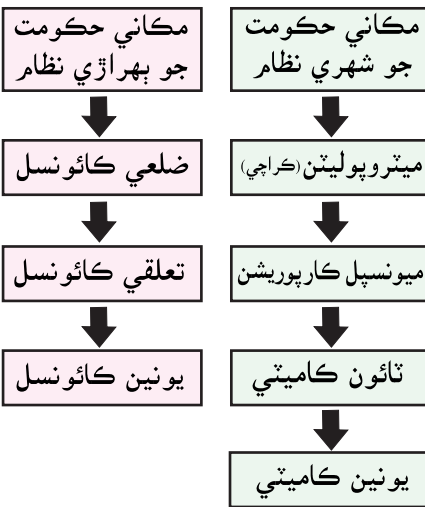 مڪاني حڪومت
جو شهري نظام
ميٽروپوليٽن (ڪراچي)
ميونسپل ڪارپوريشن
ٽائون ڪاميٽي
يونين ڪاميٽي
مڪاني حڪومت
جو ٻهراڙي نظام
ضلعي ڪائونسل
تعلقي ڪائونسل
يونين ڪائونسل